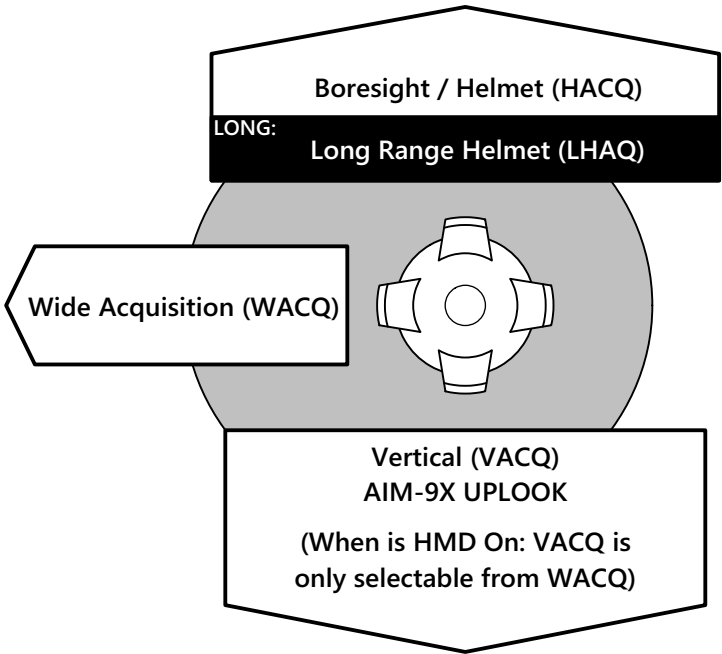 Boresight / Helmet (HACQ)
LONG:
Long Range Helmet (LHAQ)
Wide Acquisition (WACQ)
Vertical (VACQ)
AIM-9X UPLOOK
(When is HMD On: VACQ is
only selectable from WACQ)